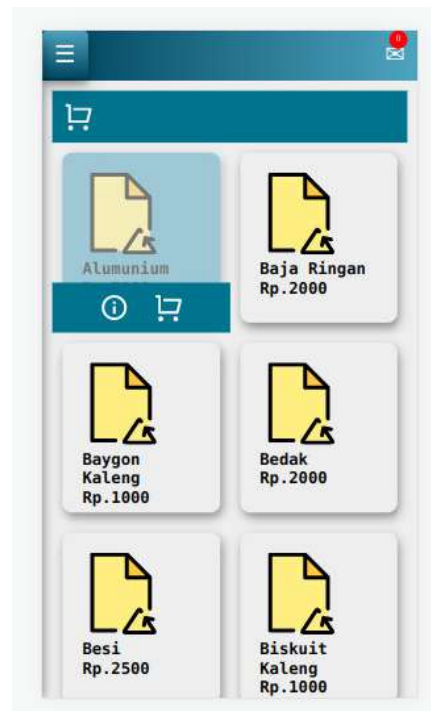 0
Alumunium
Baja Ringan
Rp.2000
Baygon
Kaleng
Rp.1000
Bedak
Rp.2000
Besi
Rp.2500
Biskuit
Kaleng
Rp.1000